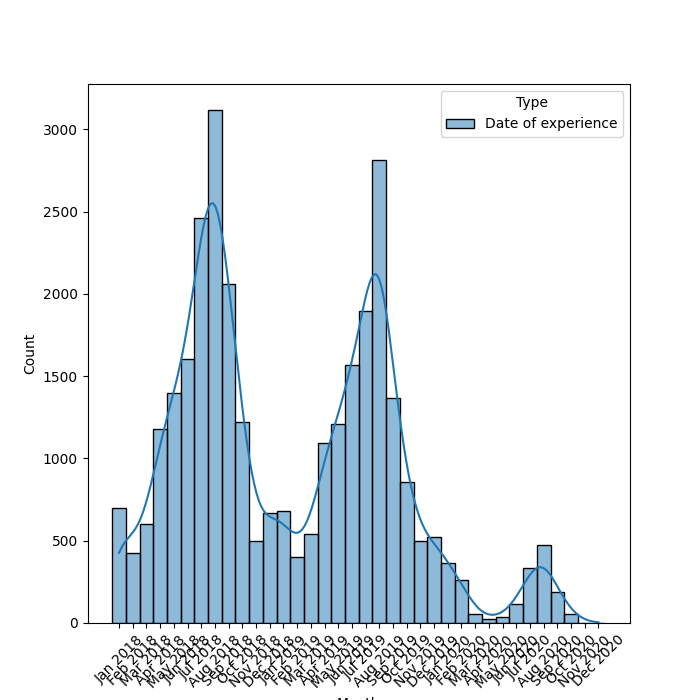 Type
Date of experience
3000
2500
2000
1500
1000
500
0
Count
Jan 2018
Feb 2018
Mar 2018
Apr 2018
May 2018
Jun 2018
Jul 2018
Aug 2018
Sep 2018
Oct 2018
Nov 2018
Dec 2018
Jan 2019
Feb 2019
Mar 2019
Apr 2019
May 2019
Jun 2019
Jul 2019
Aug 2019
Sep 2019
Oct 2019
Nov 2019
Dec 2019
Jan 2020
Feb 2020
Mar 2020
Apr 2020
May 2020
Jun 2020
Jul 2020
Aug 2020
Sep 2020
Oct 2020
Nov 2020
Dec 2020